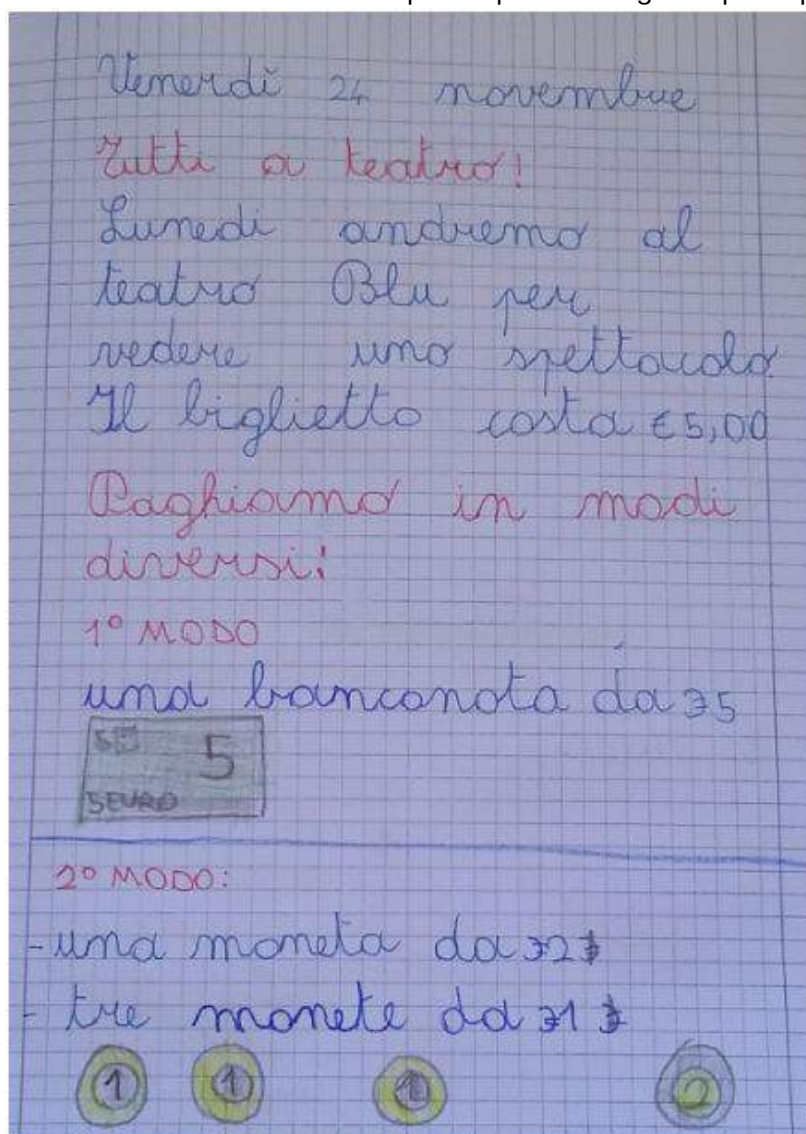 Venerdì 24 novembre
Tutti a teatro!
Lunedì andremo al
teatro Blu per
vedere uno spettacolo
Il biglietto costa € 5,00
Paghiamo in modi
diversi:
1° MODO
una banconota da 5
5 5
5 EURO
2° MODO:
- una moneta da 2
- tre monete da 1
1 1 1 2